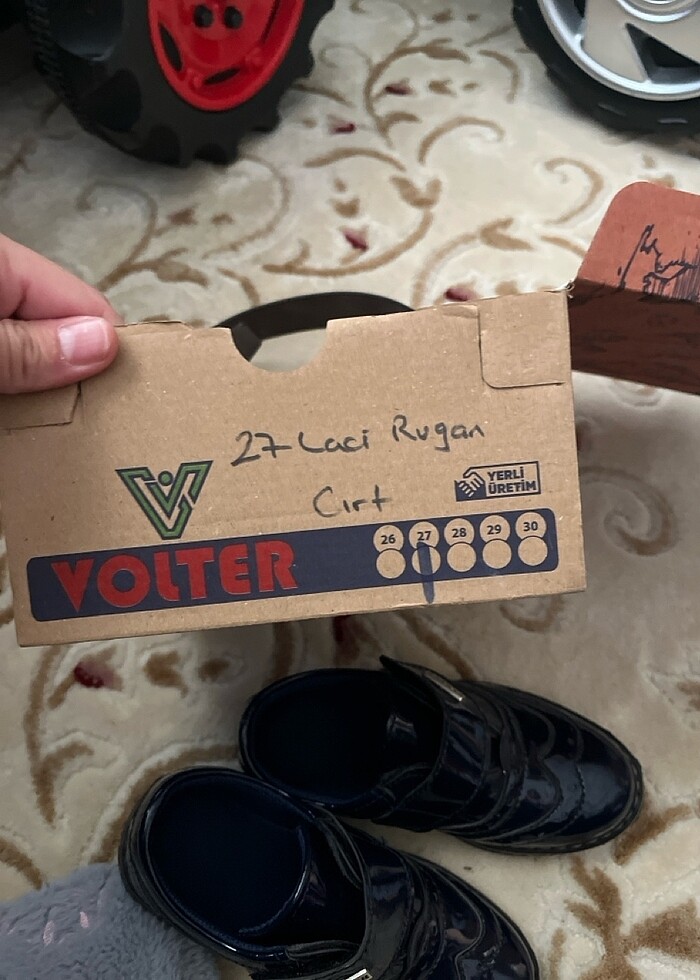 27 Laci Rugan
Cırt
YERLİ
ÜRETİM
VOLTER
26 27 28 29 30